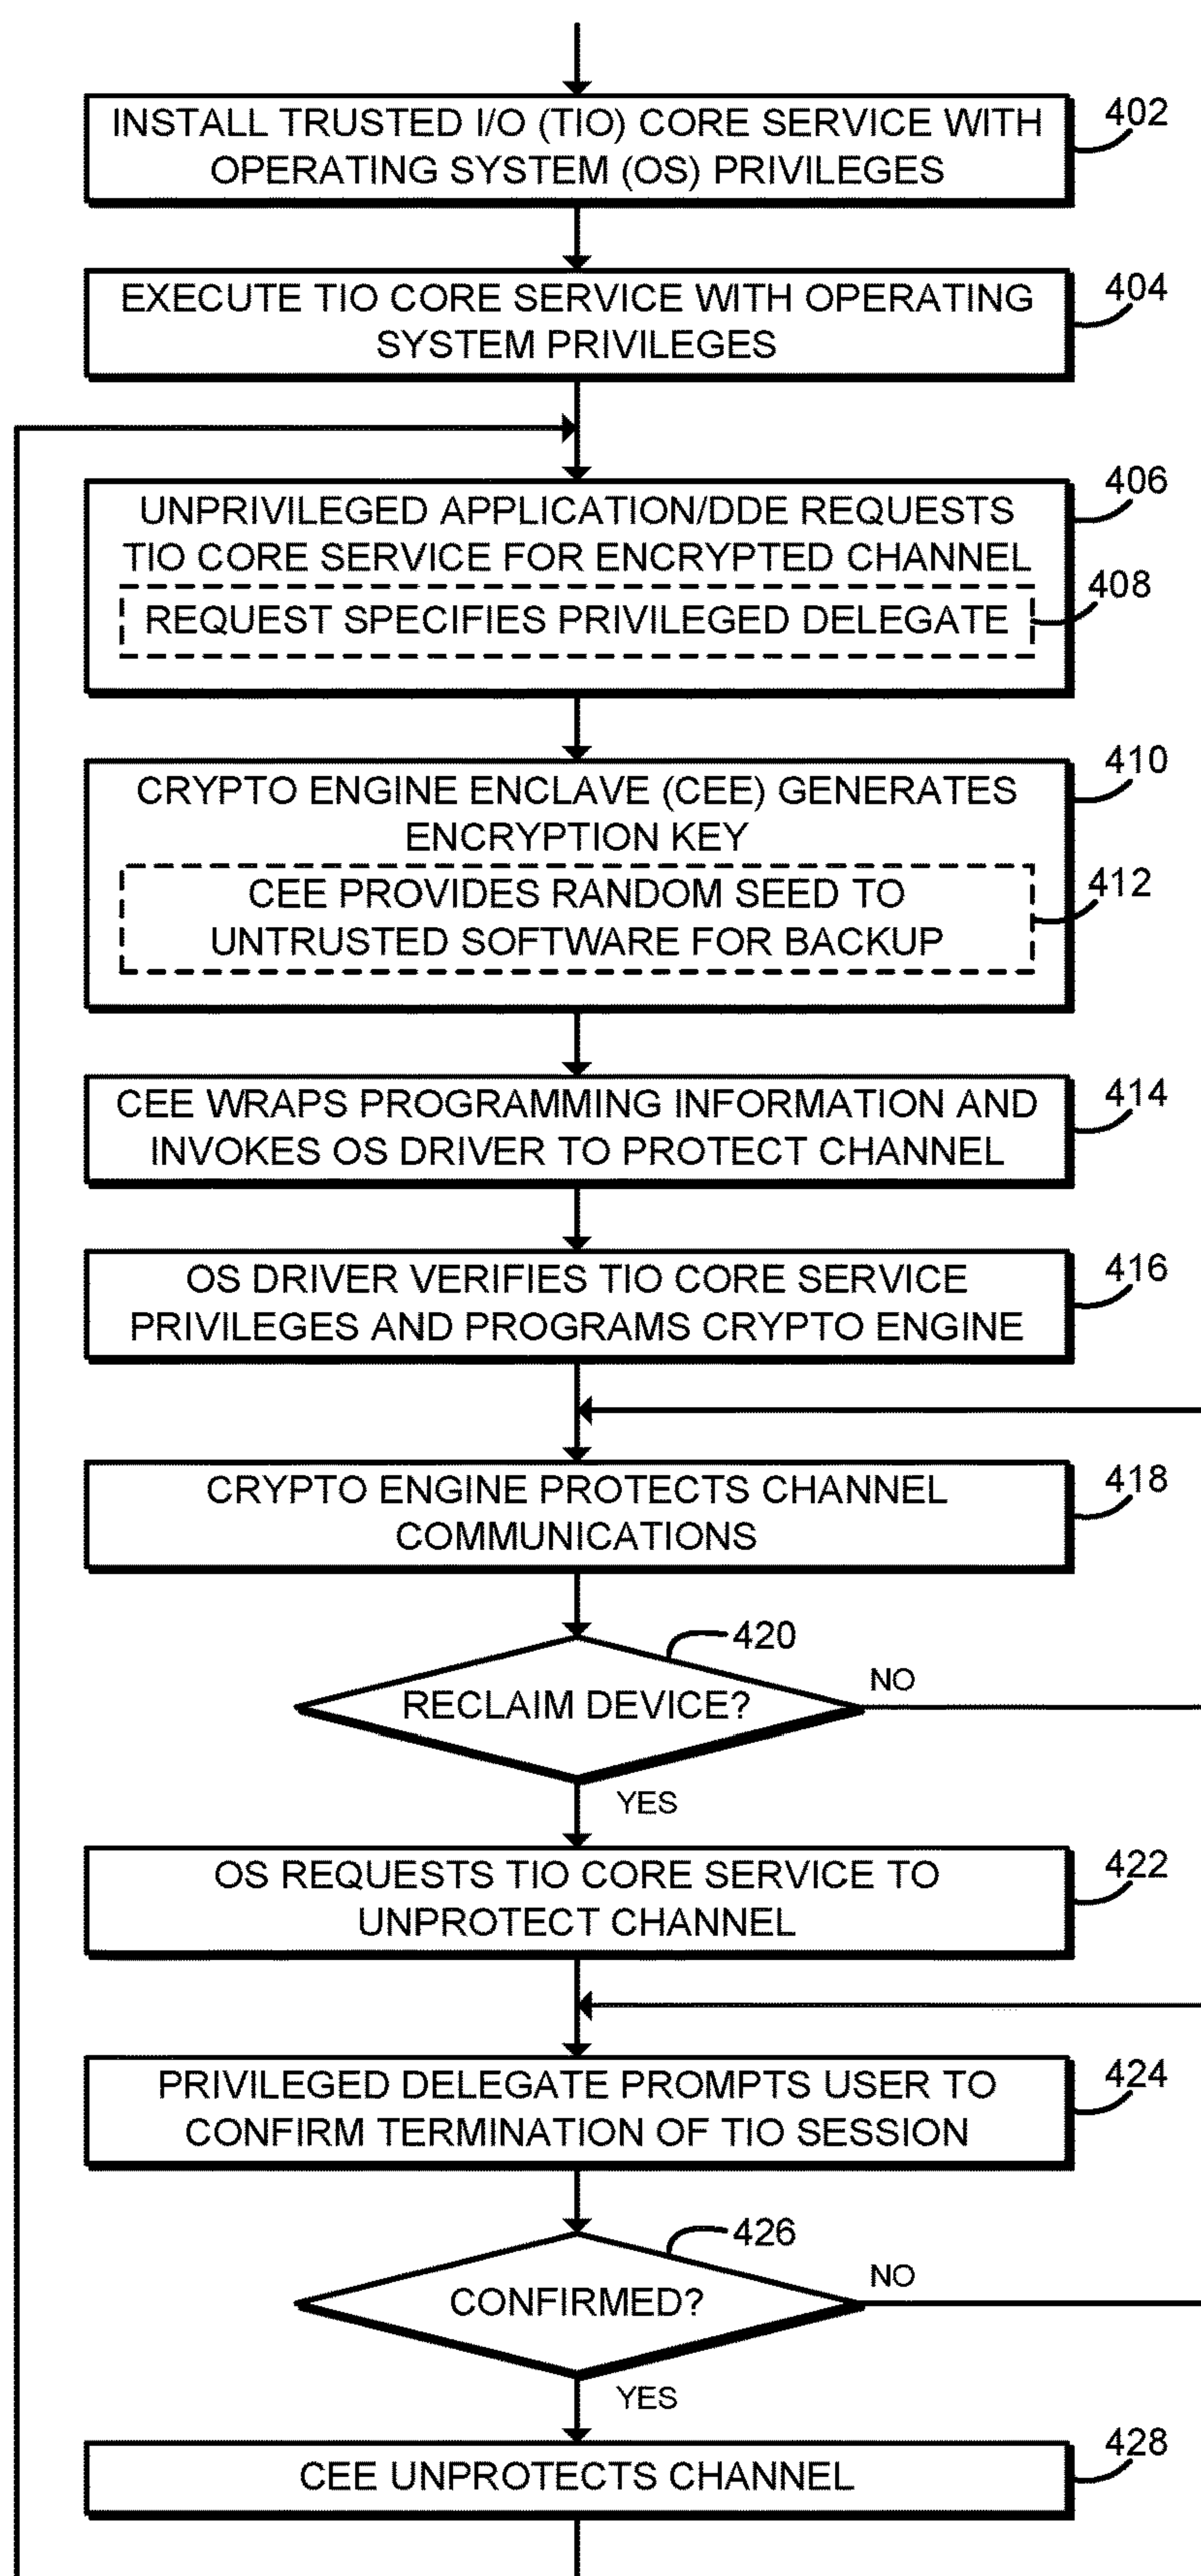 INSTALL TRUSTED I/O (TIO) CORE SERVICE WITH
OPERATING SYSTEM (OS) PRIVILEGES
402
EXECUTE TIO CORE SERVICE WITH OPERATING
SYSTEM PRIVILEGES
404
UNPRIVILEGED APPLICATION/DDE REQUESTS
TIO CORE SERVICE FOR ENCRYPTED CHANNEL
406
REQUEST SPECIFIES PRIVILEGED DELEGATE
408
CRYPTO ENGINE ENCLAVE (CEE) GENERATES
ENCRYPTION KEY
410
CEE PROVIDES RANDOM SEED TO
UNTRUSTED SOFTWARE FOR BACKUP
412
CEE WRAPS PROGRAMMING INFORMATION AND
INVOKES OS DRIVER TO PROTECT CHANNEL
414
OS DRIVER VERIFIES TIO CORE SERVICE
PRIVILEGES AND PROGRAMS CRYPTO ENGINE
416
CRYPTO ENGINE PROTECTS CHANNEL
COMMUNICATIONS
418
420
RECLAIM DEVICE?
NO
YES
OS REQUESTS TIO CORE SERVICE TO
UNPROTECT CHANNEL
422
PRIVILEGED DELEGATE PROMPTS USER TO
CONFIRM TERMINATION OF TIO SESSION
424
426
CONFIRMED?
NO
YES
CEE UNPROTECTS CHANNEL
428